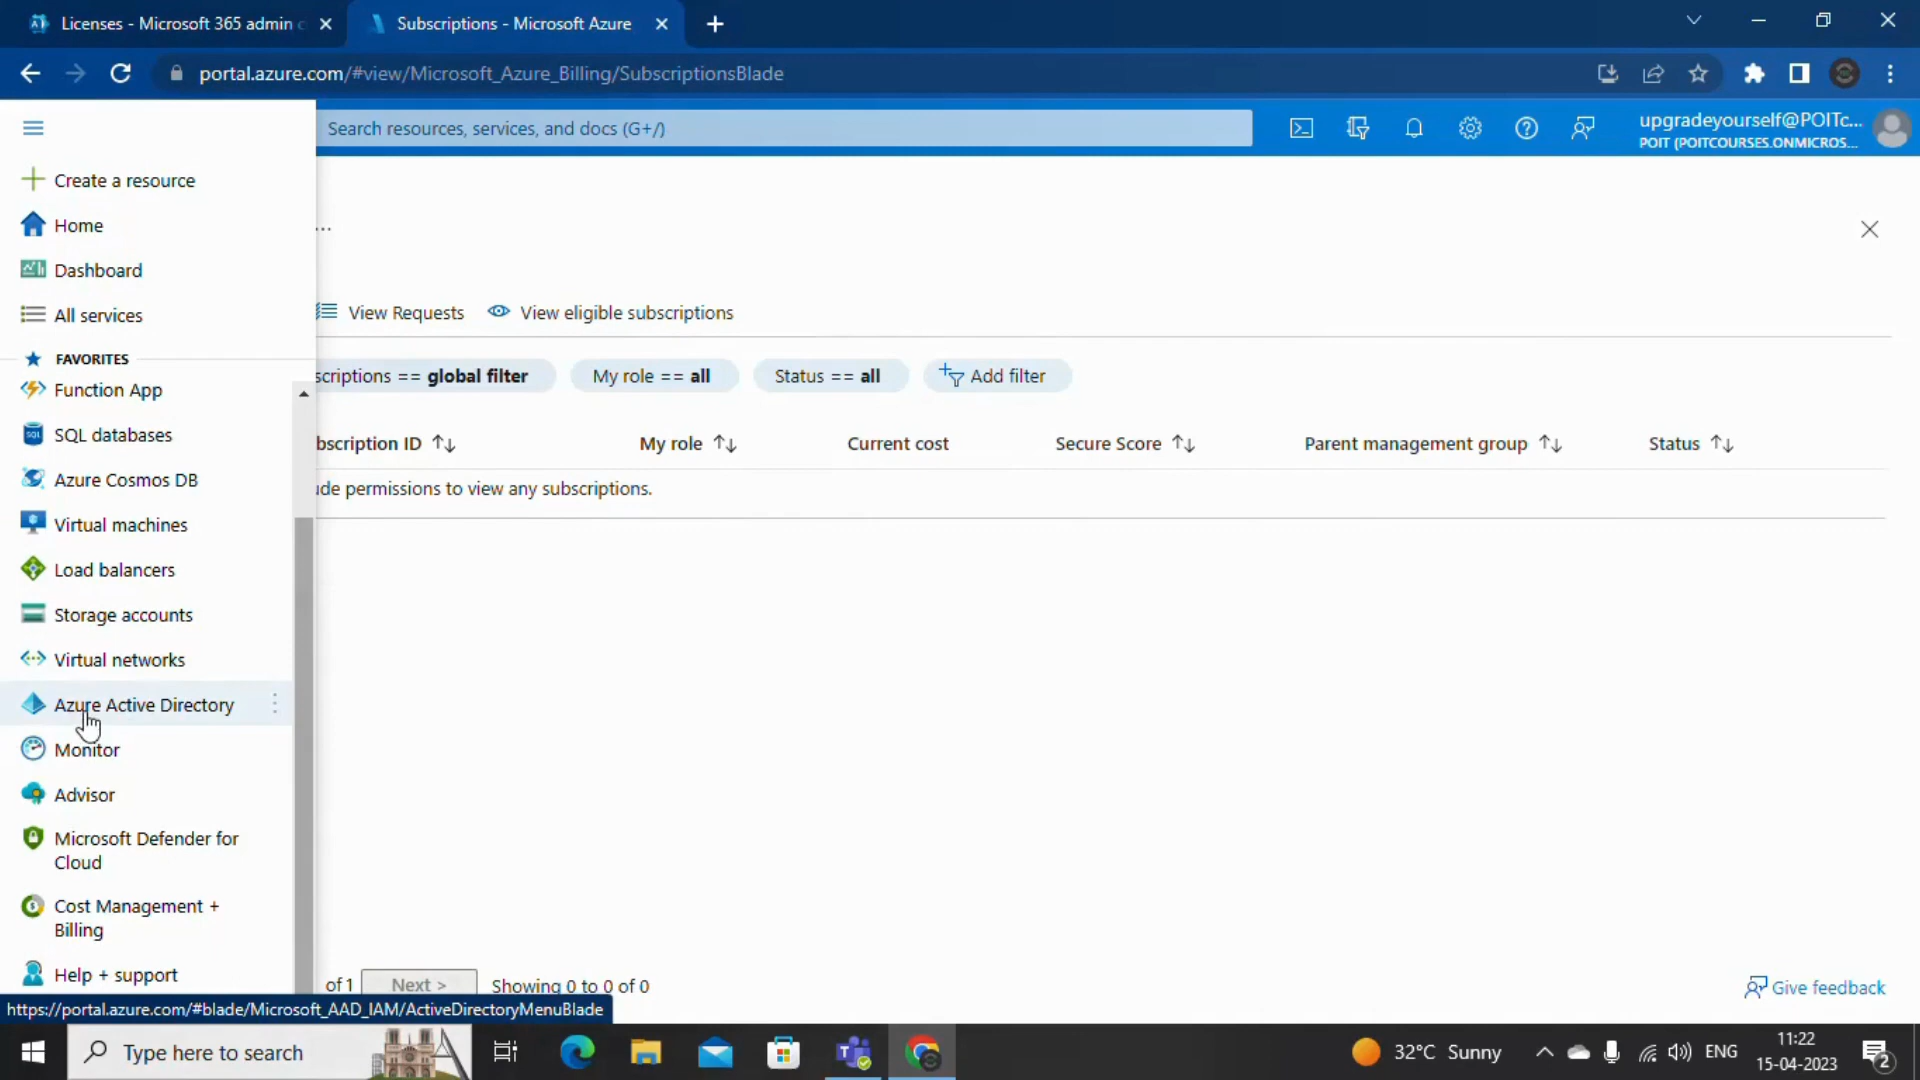 Licenses - Microsoft 365 admin c
Subscriptions - Microsoft Azure
portal.azure.com/#view/Microsoft_Azure_Billing/SubscriptionsBlade
Search resources, services, and docs (G+/)
upgradeyourself@POITc...
POIT (POITCOURSES.ONMICROS...
Create a resource
Home
Dashboard
All services
FAVORITES
Function App
SQL databases
Azure Cosmos DB
Virtual machines
Load balancers
Storage accounts
Virtual networks
Azure Active Directory
Monitor
Advisor
Microsoft Defender for
Cloud
Cost Management +
Billing
Help + support
...
View Requests
View eligible subscriptions
scriptions == global filter
My role == all
Status == all
Add filter
bscription ID
My role
Current cost
Secure Score
Parent management group
Status
ude permissions to view any subscriptions.
of 1
Next >
Showing 0 to 0 of 0
Give feedback
https://portal.azure.com/#blade/Microsoft_AAD_IAM/ActiveDirectoryMenuBlade
Type here to search
32°C Sunny
ENG
11:22
15-04-2023
2